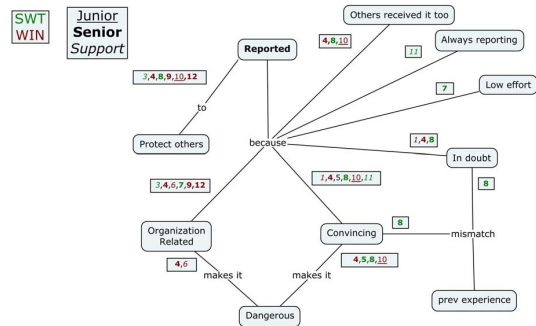 SWT
WIN
Junior
Senior
Support
Others received it too
Reported
4,8,10
Always reporting
11
3,4,8,9,10,12
7
Low effort
to
Protect others
because
1,4,8
In doubt
3,4,6,7,9,12
1,4,5,8,10,11
8
Organization
Related
Convincing
8
mismatch
4,6
4,5,8,10
makes it
makes it
prev experience
Dangerous